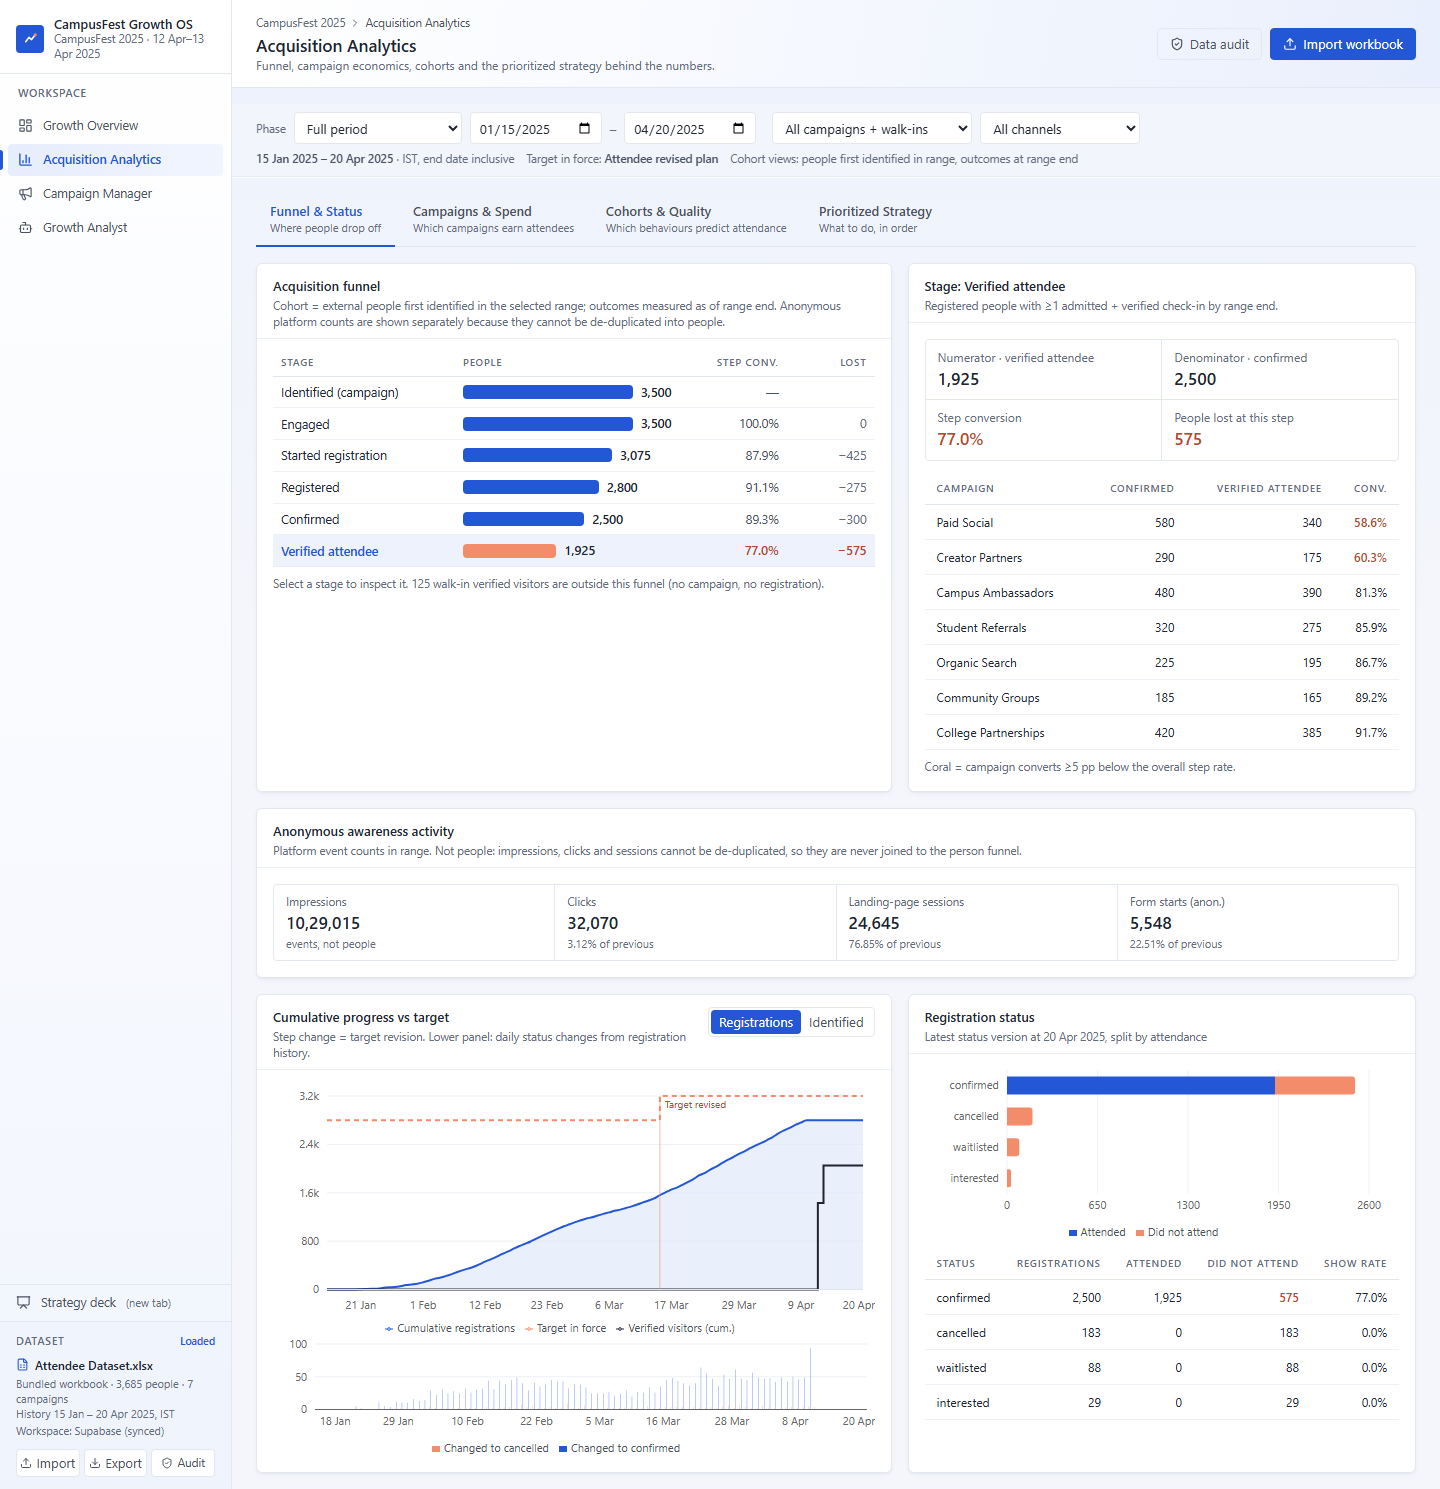 CampusFest Growth OS
CampusFest 2025 · 12 Apr–13
Apr 2025
WORKSPACE
Growth Overview
Acquisition Analytics
Campaign Manager
Growth Analyst
Strategy deck (new tab)
DATASET Loaded
Attendee Dataset.xlsx
Bundled workbook · 3,685 people · 7
campaigns
History 15 Jan – 20 Apr 2025, IST
Workspace: Supabase (synced)
Import Export Audit
CampusFest 2025 > Acquisition Analytics
Acquisition Analytics
Funnel, campaign economics, cohorts and the prioritized strategy behind the numbers.
Data audit Import workbook
Phase Full period 01/15/2025 – 04/20/2025 All campaigns + walk-ins All channels
15 Jan 2025 – 20 Apr 2025 · IST, end date inclusive Target in force: Attendee revised plan Cohort views: people first identified in range, outcomes at range end
Funnel & Status Campaigns & Spend Cohorts & Quality Prioritized Strategy
Where people drop off Which campaigns earn attendees Which behaviours predict attendance What to do, in order
Acquisition funnel
Cohort = external people first identified in the selected range; outcomes measured as of range end. Anonymous
platform counts are shown separately because they cannot be de-duplicated into people.
STAGE PEOPLE STEP CONV. LOST
Identified (campaign) 3,500 —
Engaged 3,500 100.0% 0
Started registration 3,075 87.9% −425
Registered 2,800 91.1% −275
Confirmed 2,500 89.3% −300
Verified attendee 1,925 77.0% −575
Select a stage to inspect it. 125 walk-in verified visitors are outside this funnel (no campaign, no registration).
Stage: Verified attendee
Registered people with ≥1 admitted + verified check-in by range end.
Numerator · verified attendee Denominator · confirmed
1,925 2,500
Step conversion People lost at this step
77.0% 575
CAMPAIGN CONFIRMED VERIFIED ATTENDEE CONV.
Paid Social 580 340 58.6%
Creator Partners 290 175 60.3%
Campus Ambassadors 480 390 81.3%
Student Referrals 320 275 85.9%
Organic Search 225 195 86.7%
Community Groups 185 165 89.2%
College Partnerships 420 385 91.7%
Coral = campaign converts ≥5 pp below the overall step rate.
Anonymous awareness activity
Platform event counts in range. Not people: impressions, clicks and sessions cannot be de-duplicated, so they are never joined to the person funnel.
Impressions Clicks Landing-page sessions Form starts (anon.)
10,29,015 32,070 24,645 5,548
events, not people 3.12% of previous 76.85% of previous 22.51% of previous
Cumulative progress vs target
Step change = target revision. Lower panel: daily status changes from registration
history.
Registrations Identified
3.2k
Target revised
2.4k
1.6k
800
0
21 Jan 1 Feb 12 Feb 23 Feb 6 Mar 17 Mar 29 Mar 9 Apr 20 Apr
Cumulative registrations Target in force Verified visitors (cum.)
100
50
0
18 Jan 29 Jan 10 Feb 22 Feb 5 Mar 16 Mar 28 Mar 8 Apr 20 Apr
Changed to cancelled Changed to confirmed
Registration status
Latest status version at 20 Apr 2025, split by attendance
confirmed
cancelled
waitlisted
interested
0 650 1300 1950 2600
Attended Did not attend
STATUS REGISTRATIONS ATTENDED DID NOT ATTEND SHOW RATE
confirmed 2,500 1,925 575 77.0%
cancelled 183 0 183 0.0%
waitlisted 88 0 88 0.0%
interested 29 0 29 0.0%